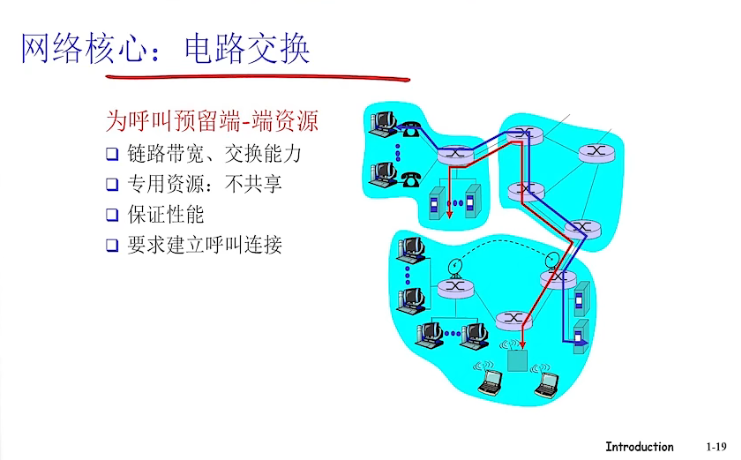 网络核心：电路交换
为呼叫预留端-端资源
链路带宽、交换能力
专用资源：不共享
保证性能
要求建立呼叫连接
Introduction 1-19